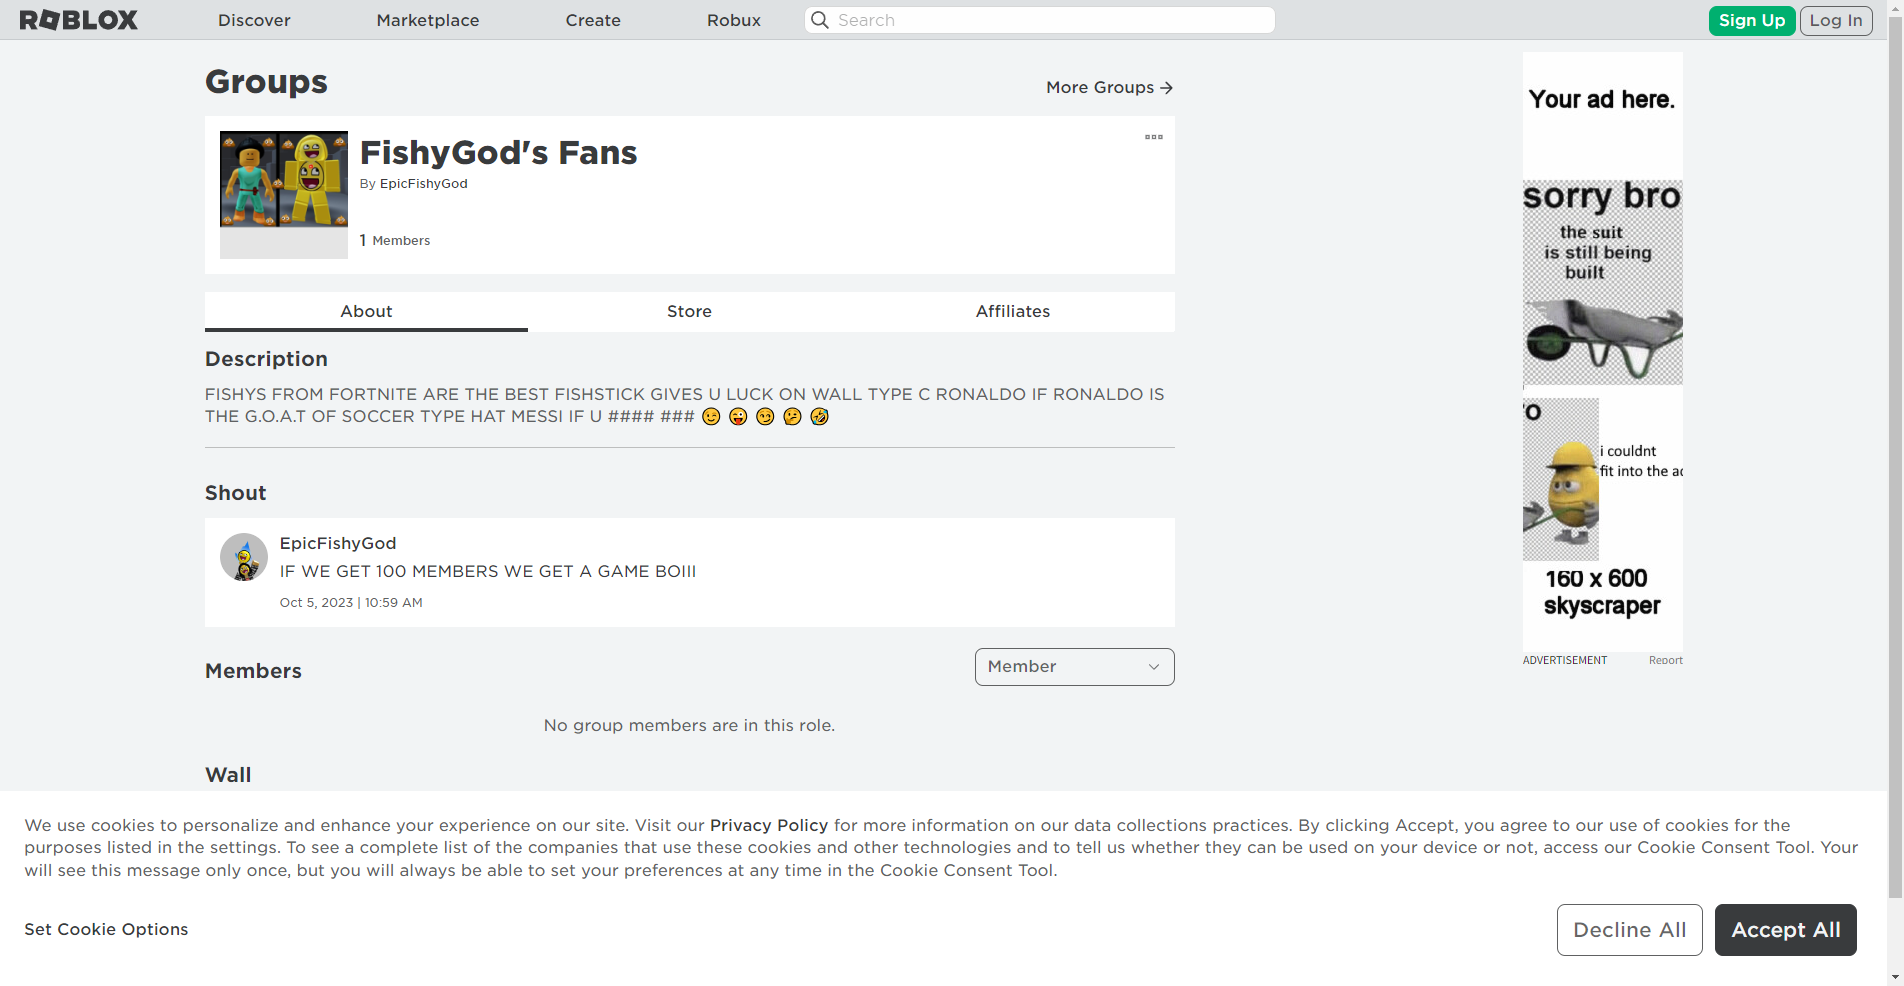 ROBLOX Discover Marketplace Create Robux Search Sign Up Log In
Groups
More Groups →
FishyGod's Fans
By EpicFishyGod
1 Members
About Store Affiliates
Description
FISHYS FROM FORTNITE ARE THE BEST FISHSTICK GIVES U LUCK ON WALL TYPE C RONALDO IF RONALDO IS
THE G.O.A.T OF SOCCER TYPE HAT MESSI IF U #### ### 😉 😜 😏 🤔 🤣
Shout
EpicFishyGod
IF WE GET 100 MEMBERS WE GET A GAME BOIII
Oct 5, 2023 | 10:59 AM
Members
Member
No group members are in this role.
Wall
Your ad here.
sorry bro
the suit
is still being
built
i couldnt
fit into the
160 x 600
skyscraper
ADVERTISEMENT Report
We use cookies to personalize and enhance your experience on our site. Visit our Privacy Policy for more information on our data collections practices. By clicking Accept, you agree to our use of cookies for the
purposes listed in the settings. To see a complete list of the companies that use these cookies and other technologies and to tell us whether they can be used on your device or not, access our Cookie Consent Tool. Your
will see this message only once, but you will always be able to set your preferences at any time in the Cookie Consent Tool.
Set Cookie Options
Decline All
Accept All